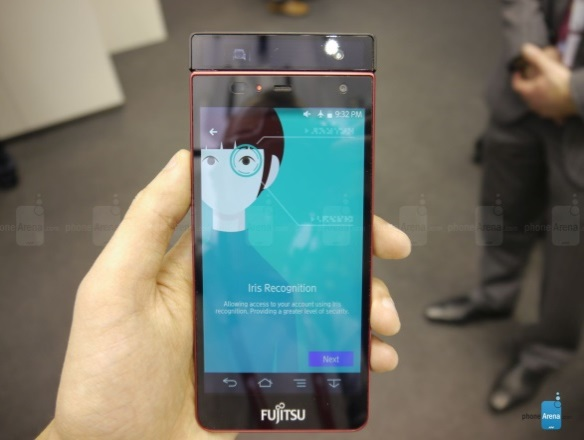 9:32 PM
Iris Recognition
Allowing access to your account using Iris
recognition. Providing a greater level of security.
Next
FUJITSU
phoneArena.com